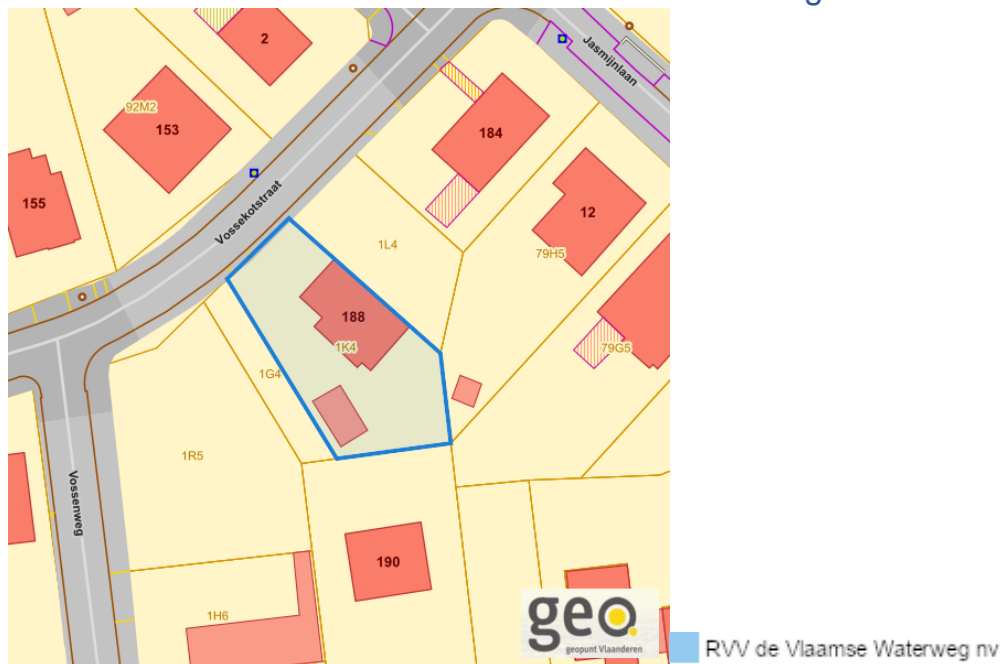 2
92M2
153
155
Jasmijnlaan
184
12
79H5
Vossekotstraat
1L4
188
1K4
79G5
1G4
1R5
Vossenweg
190
1H6
geo
geopunt Vlaanderen
RVV de Vlaamse Waterweg nv